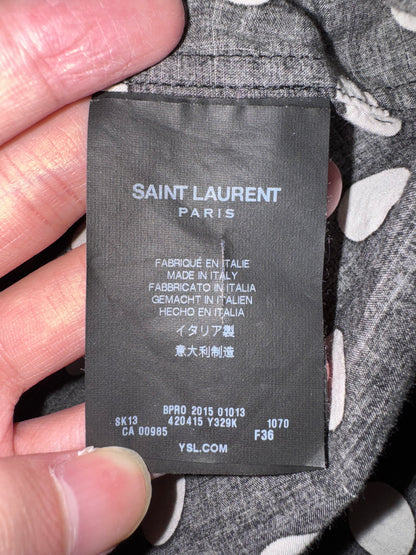 SAINT LAURENT
PARIS
FABRIQUÉ EN ITALIE
MADE IN ITALY
FABBRICATO IN ITALIA
GEMACHT IN ITALIEN
HECHO EN ITALIA
イタリア製
意大利制造
BPRO 2015 01013
SK13 420415 Y329K 1070
CA 00985 F36
YSL.COM